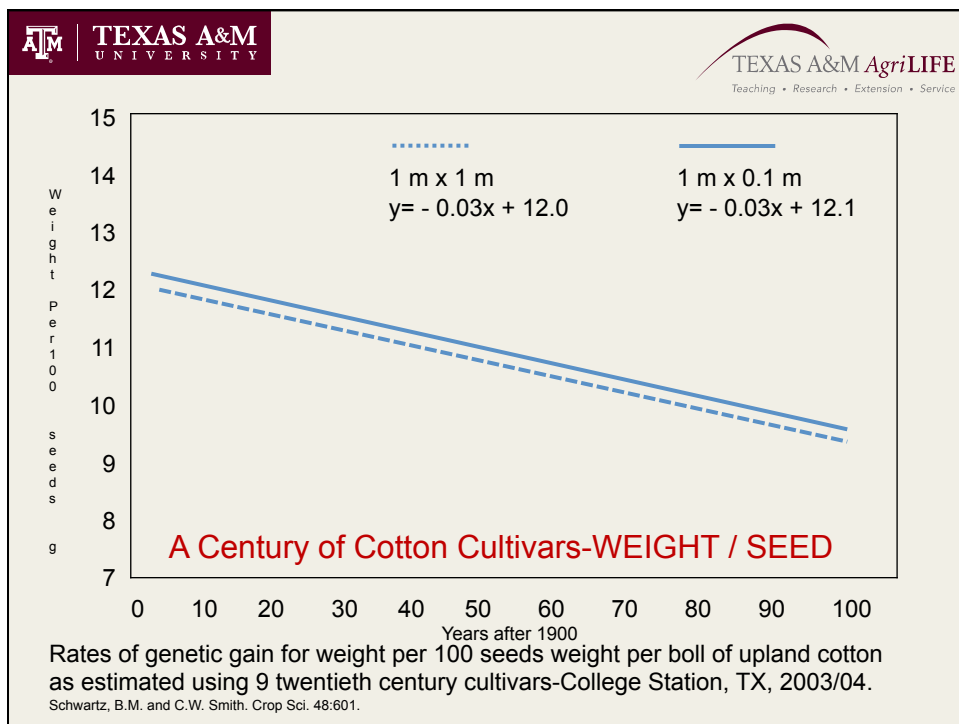 ĀM TEXAS A&M
UNIVERSITY
TEXAS A&M AgriLIFE
Teaching • Research • Extension • Service
15
14
13
12
11
10
9
8
7
Weight Per100 seeds g
1 m x 1 m
y= - 0.03x + 12.0
1 m x 0.1 m
y= - 0.03x + 12.1
A Century of Cotton Cultivars-WEIGHT / SEED
0 10 20 30 40 50 60 70 80 90 100
Years after 1900
Rates of genetic gain for weight per 100 seeds weight per boll of upland cotton
as estimated using 9 twentieth century cultivars-College Station, TX, 2003/04.
Schwartz, B.M. and C.W. Smith. Crop Sci. 48:601.